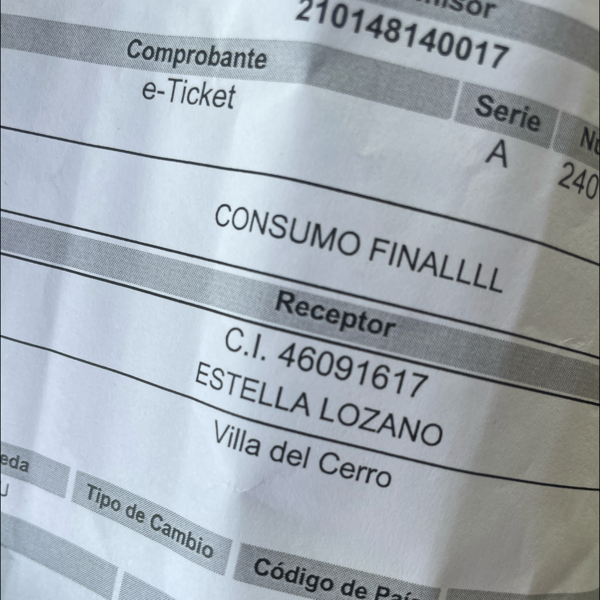 210148140017
Comprobante Serie
e-Ticket A 240
CONSUMO FINALLLL
Receptor
C.I. 46091617
ESTELLA LOZANO
Villa del Cerro
Tipo de Cambio
Código de